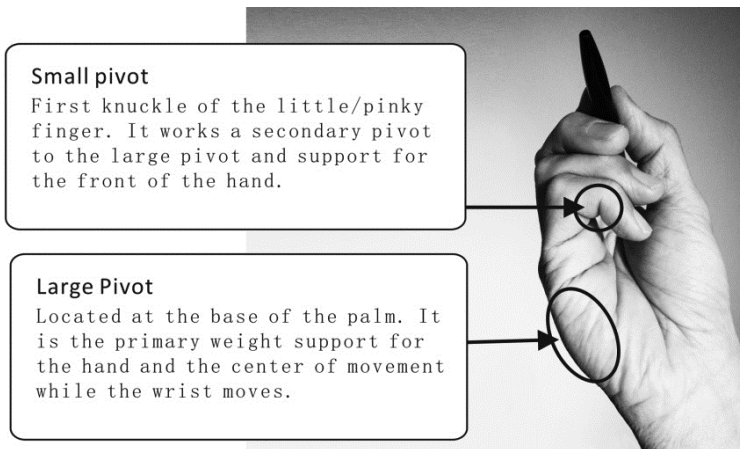 Small pivot
First knuckle of the little/pinky
finger. It works a secondary pivot
to the large pivot and support for
the front of the hand.
Large Pivot
Located at the base of the palm. It
is the primary weight support for
the hand and the center of movement
while the wrist moves.